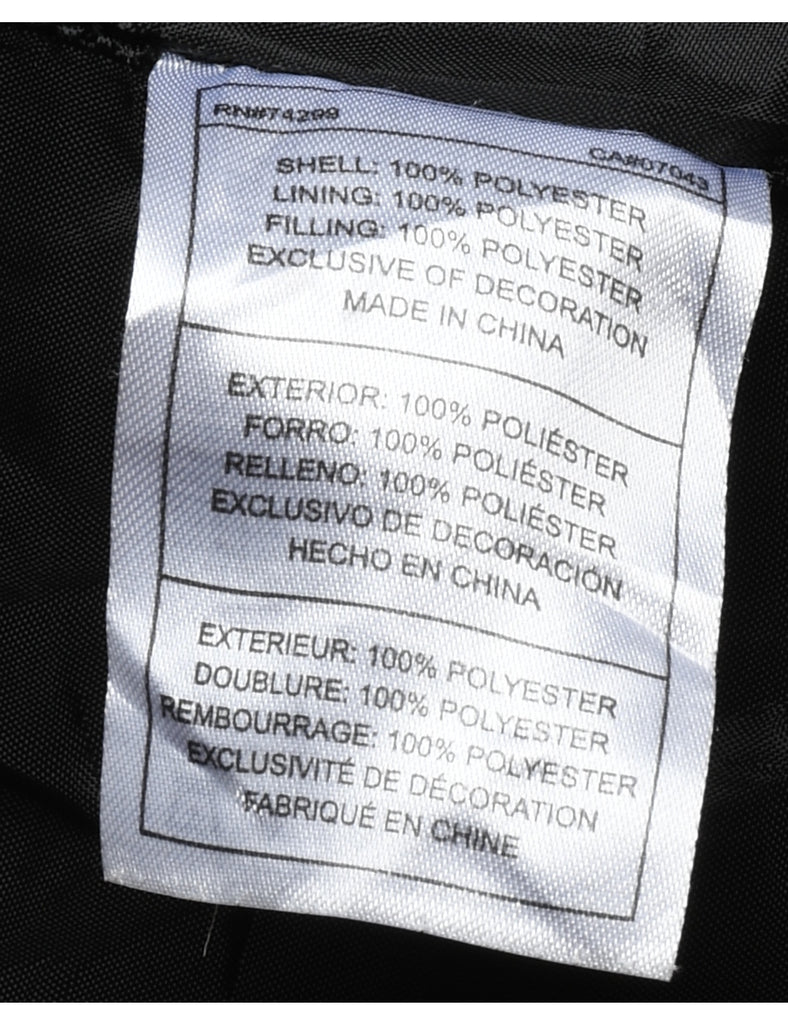 RN#74299
CA#07043
SHELL: 100% POLYESTER
LINING: 100% POLYESTER
FILLING: 100% POLYESTER
EXCLUSIVE OF DECORATION
MADE IN CHINA
EXTERIOR: 100% POLIÉSTER
FORRO: 100% POLIÉSTER
RELLENO: 100% POLIÉSTER
EXCLUSIVO DE DECORACIÓN
HECHO EN CHINA
EXTERIEUR: 100% POLYESTER
DOUBLURE: 100% POLYESTER
REMBOURRAGE: 100% POLYESTER
EXCLUSIVITÉ DE DÉCORATION
FABRIQUÉ EN CHINE